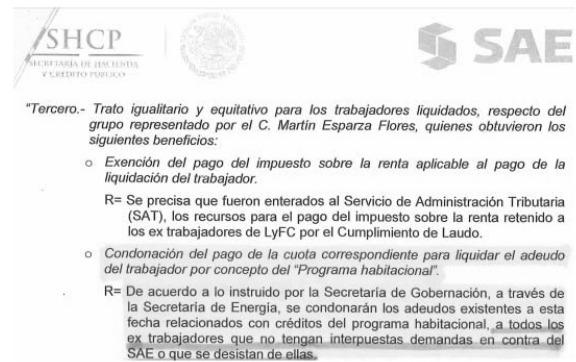 SHCP
SECRETARÍA DE HACIENDA
Y CRÉDITO PÚBLICO
SAE
"Tercero.- Trato igualitario y equitativo para los trabajadores liquidados, respecto del
grupo representado por el C. Martín Esparza Flores, quienes obtuvieron los
siguientes beneficios:
o Exención del pago del impuesto sobre la renta aplicable al pago de la
liquidación del trabajador.
R= Se precisa que fueron enterados al Servicio de Administración Tributaria
(SAT), los recursos para el pago del impuesto sobre la renta retenido a
los ex trabajadores de LyFC por el Cumplimiento de Laudo.
o Condonación del pago de la cuota correspondiente para liquidar el adeudo
del trabajador por concepto del "Programa habitacional".
R= De acuerdo a lo instruido por la Secretaría de Gobernación, a través de
la Secretaría de Energía, se condonarán los adeudos existentes a esta
fecha relacionados con créditos del programa habitacional, a todos los
ex trabajadores que no tengan interpuestas demandas en contra del
SAE o que se desistan de ellas.